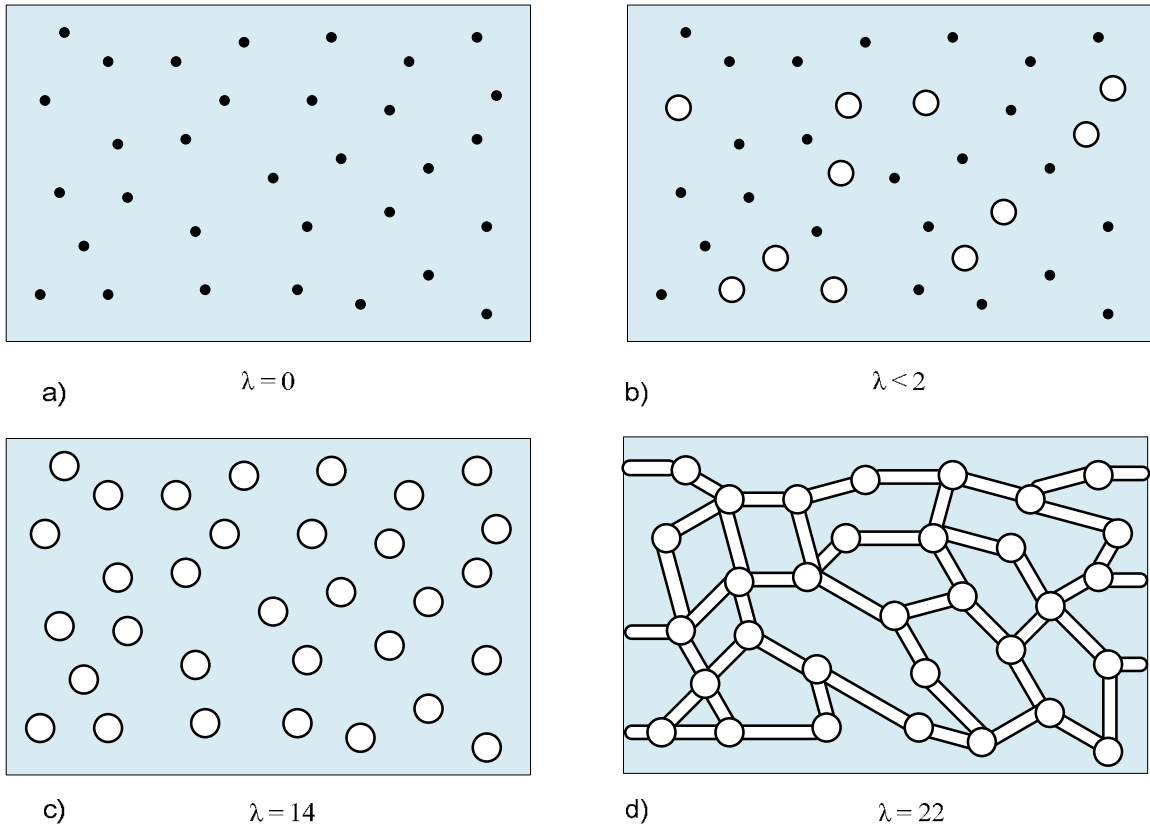 λ = 0
a)
λ < 2
b)
λ = 14
c)
λ = 22
d)